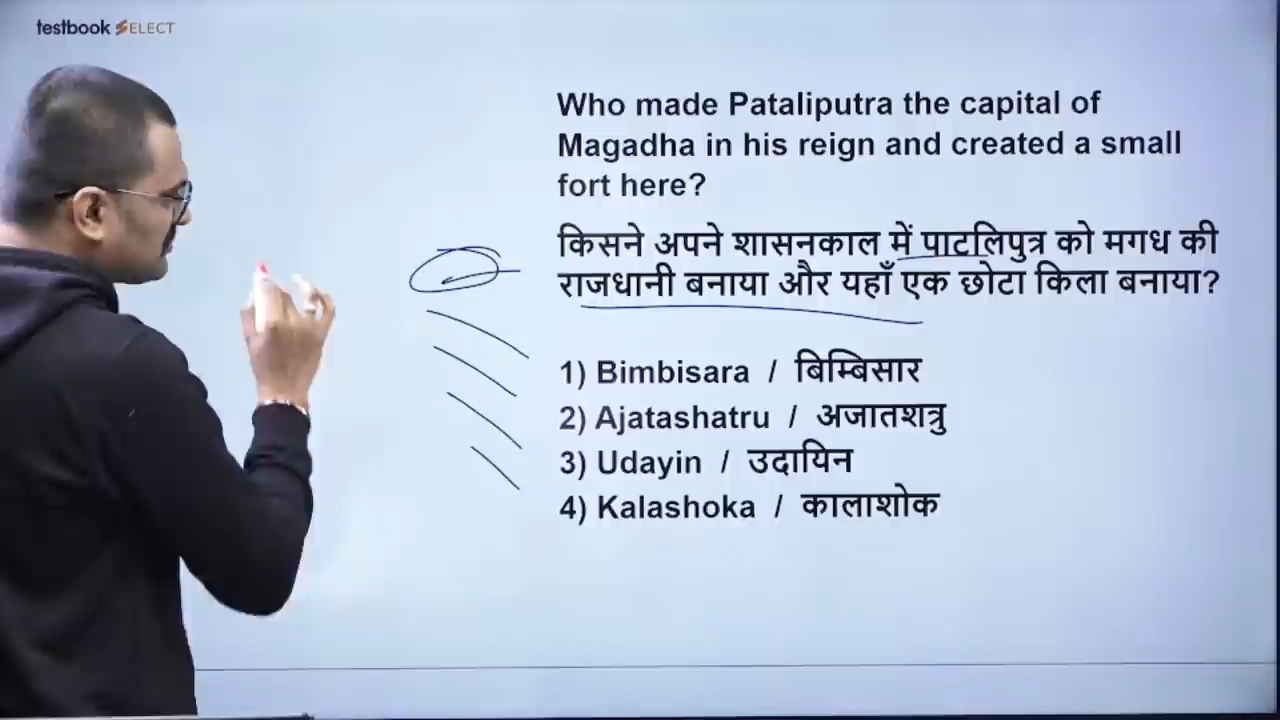 testbook SELECT
Who made Pataliputra the capital of
Magadha in his reign and created a small
fort here?
किसने अपने शासनकाल में पाटलिपुत्र को मगध की
राजधानी बनाया और यहाँ एक छोटा किला बनाया?
1) Bimbisara / बिम्बिसार
2) Ajatashatru / अजातशत्रु
3) Udayin / उदायिन
4) Kalashoka / कालाशोक